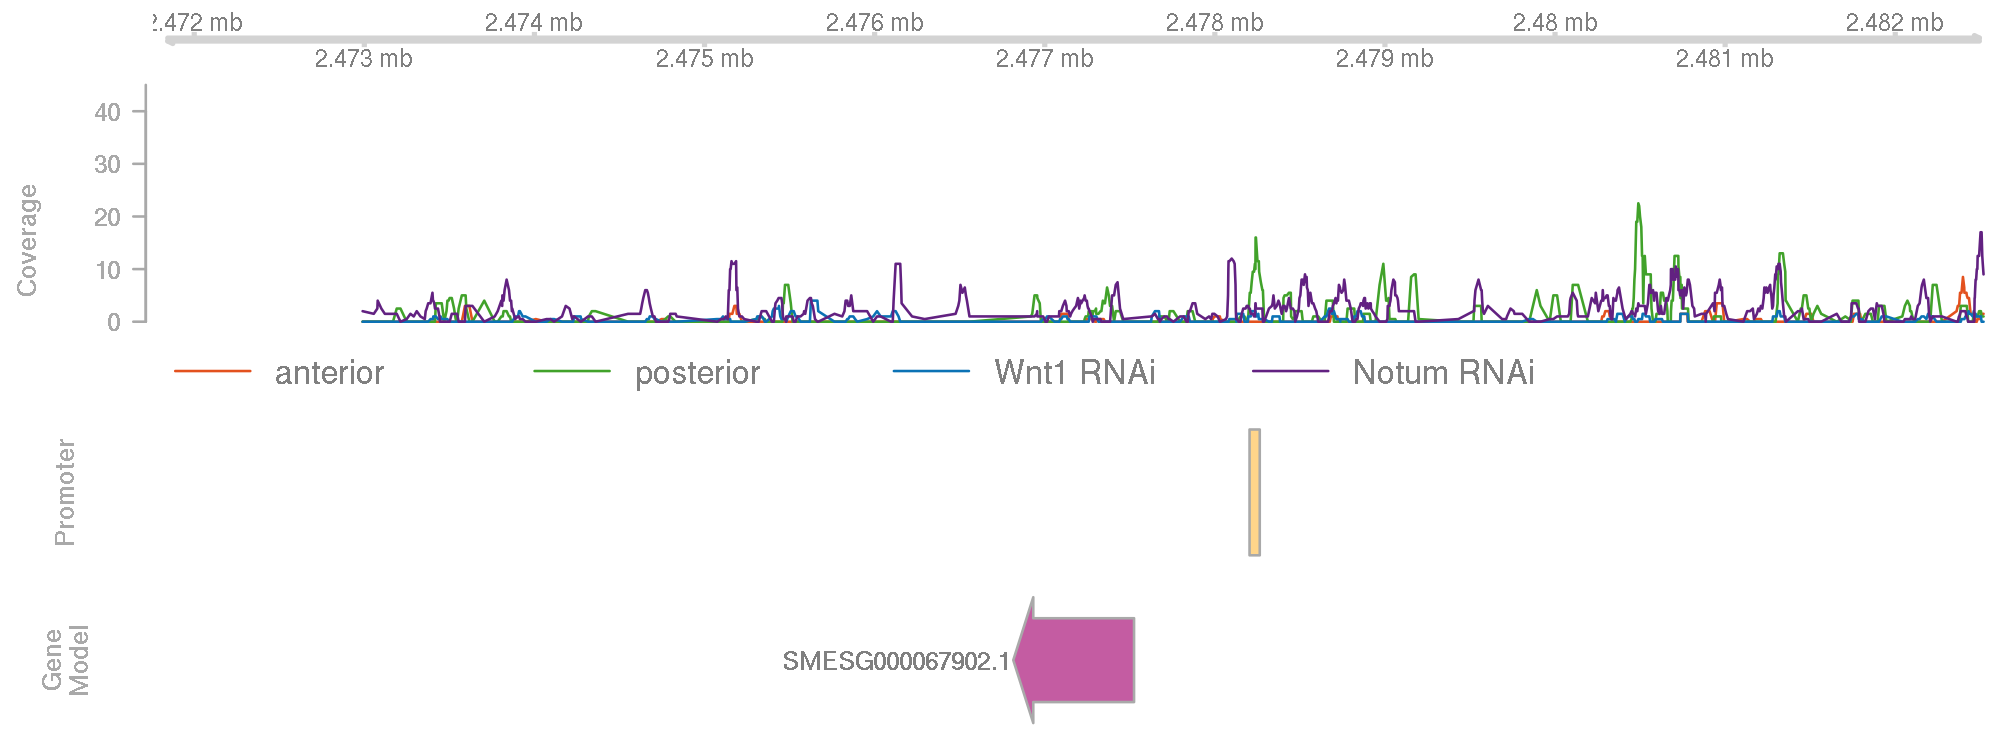 2.472 mb 2.474 mb 2.476 mb 2.478 mb 2.48 mb 2.482 mb
2.473 mb 2.475 mb 2.477 mb 2.479 mb 2.481 mb
Coverage
40
30
20
10
0
anterior posterior Wnt1 RNAi Notum RNAi
Promoter
Gene
Model
SMESG000067902.1